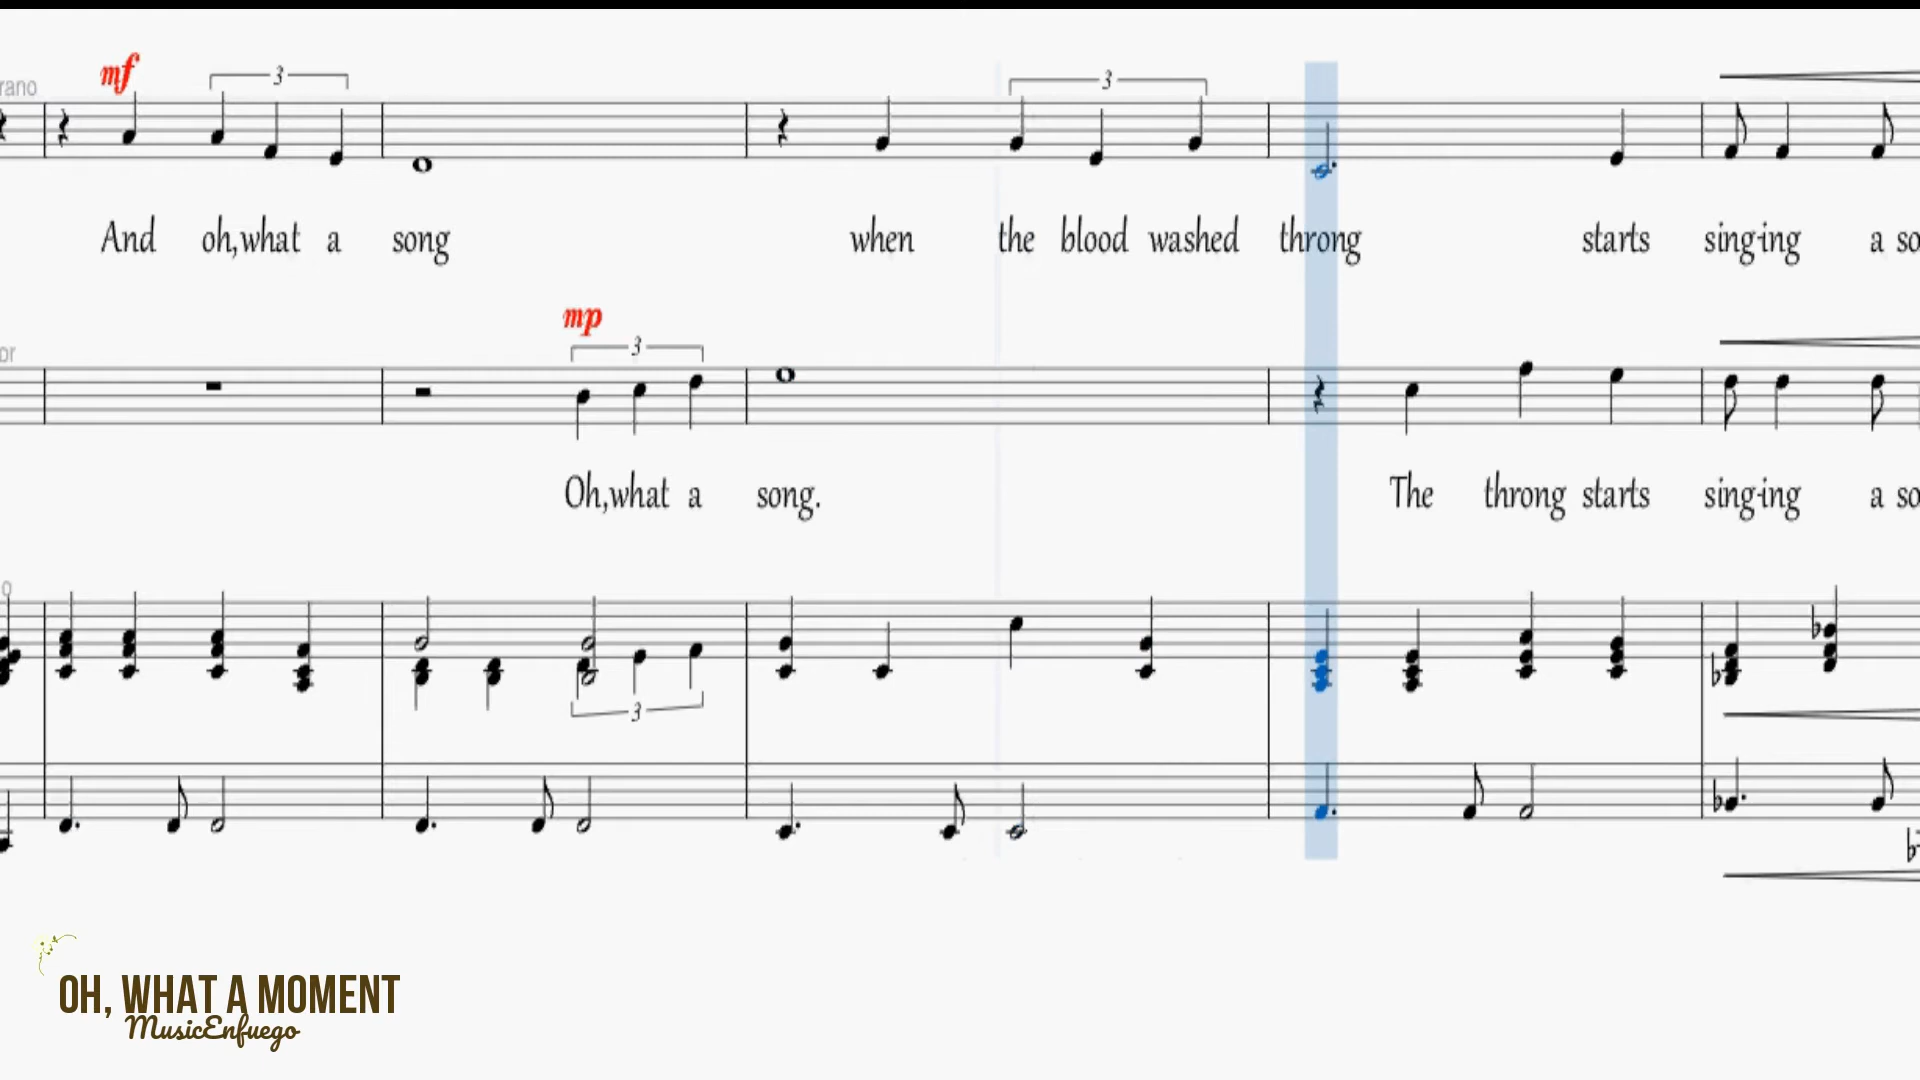 mf
3
3
rano
And oh, what a song when the blood washed throng starts sing-ing a so
mp
3
or
Oh, what a song. The throng starts sing-ing a so
o
3
OH, WHAT A MOMENT
MusicEnfuego